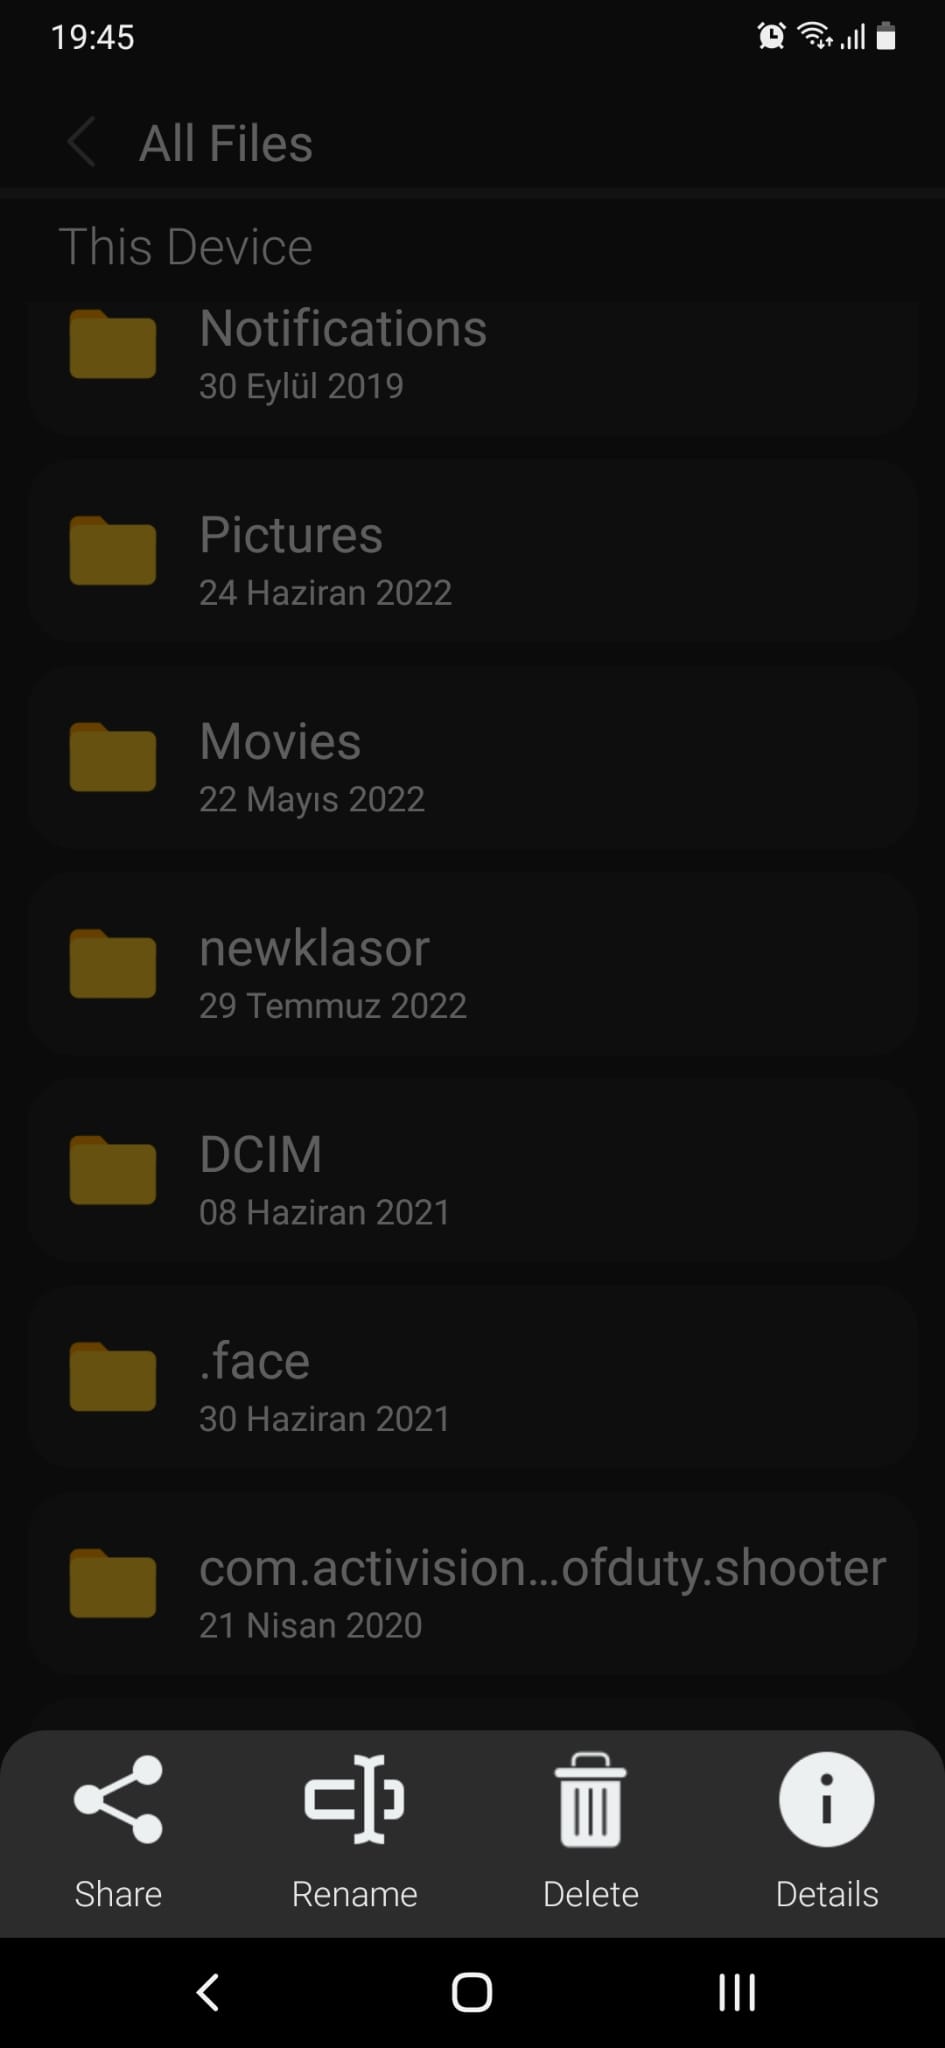 19:45
All Files
This Device
Notifications
30 Eylül 2019
Pictures
24 Haziran 2022
Movies
22 Mayıs 2022
newklasor
29 Temmuz 2022
DCIM
08 Haziran 2021
.face
30 Haziran 2021
com.activision...ofduty.shooter
21 Nisan 2020
Share Rename Delete Details